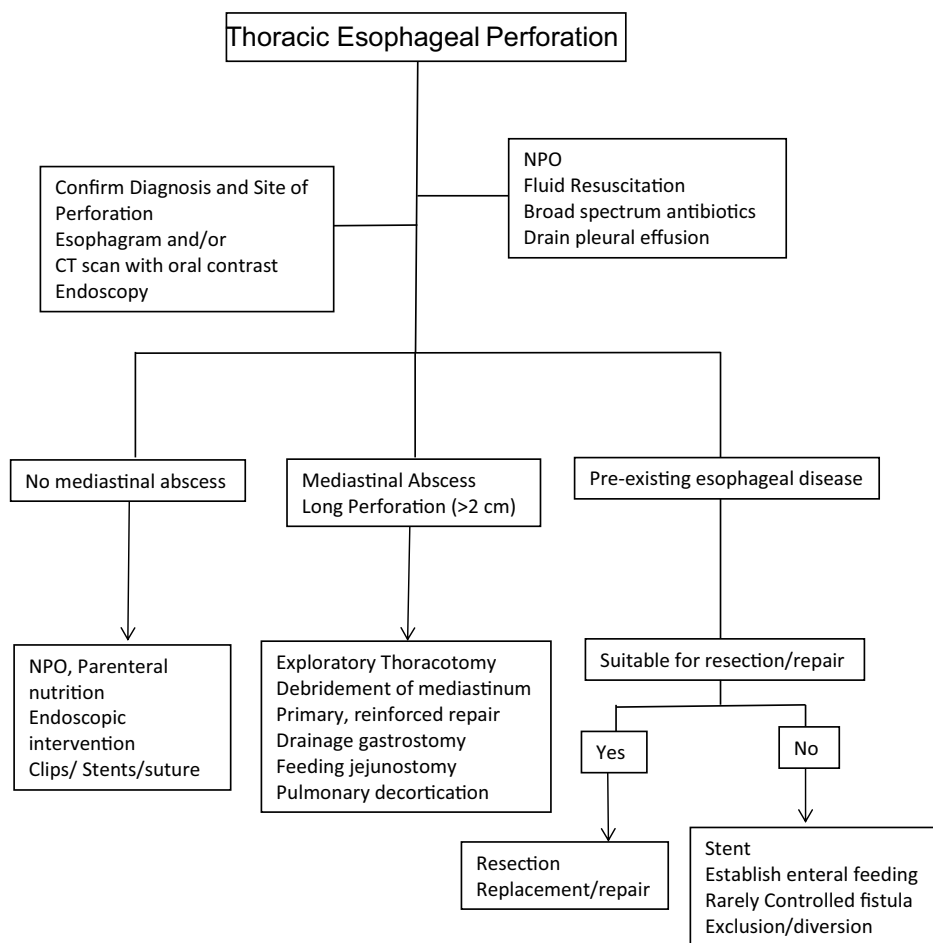 Thoracic Esophageal Perforation
Confirm Diagnosis and Site of
Perforation
Esophagram and/or
CT scan with oral contrast
Endoscopy
NPO
Fluid Resuscitation
Broad spectrum antibiotics
Drain pleural effusion
No mediastinal abscess
Mediastinal Abscess
Long Perforation (>2 cm)
Pre-existing esophageal disease
NPO, Parenteral
nutrition
Endoscopic
intervention
Clips/ Stents/suture
Exploratory Thoracotomy
Debridement of mediastinum
Primary, reinforced repair
Drainage gastrostomy
Feeding jejunostomy
Pulmonary decortication
Suitable for resection/repair
Yes
No
Resection
Replacement/repair
Stent
Establish enteral feeding
Rarely Controlled fistula
Exclusion/diversion